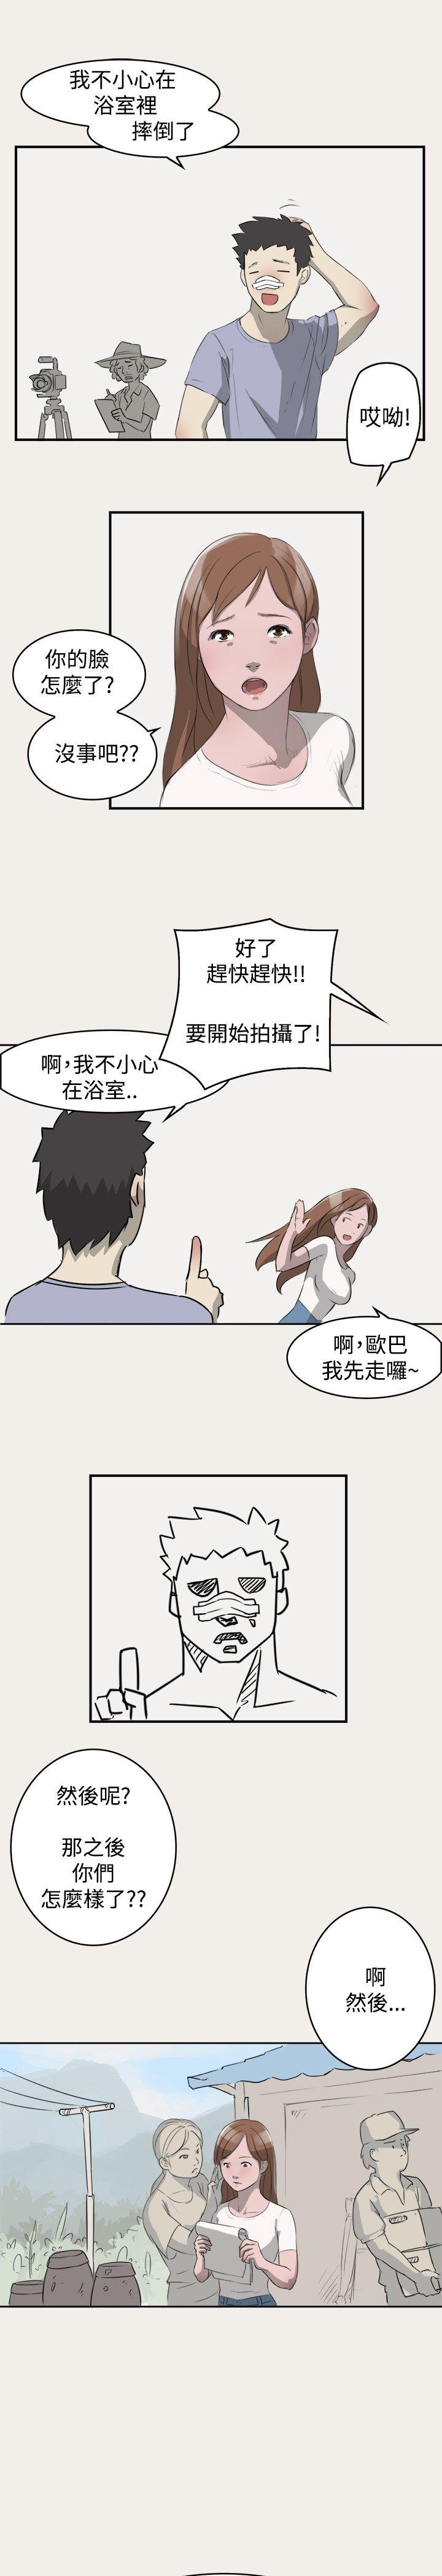 我不小心在
浴室裡
摔倒了
哎呦!
你的臉
怎麼了?
沒事吧??
好了
趕快趕快!!
要開始拍攝了!
啊,我不小心
在浴室..
啊,歐巴
我先走囉~
然後呢?
那之後
你們
怎麼樣了??
啊
然後...